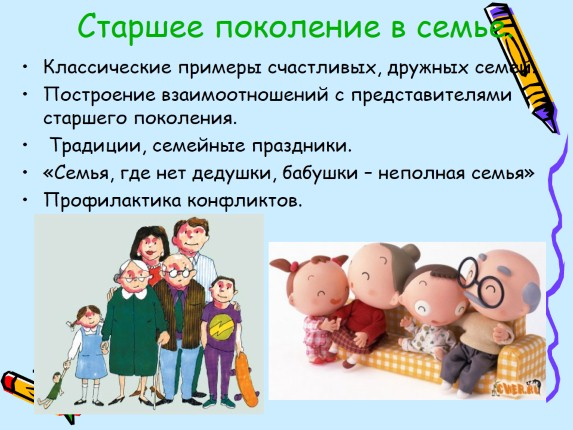 Старшее поколение в семье.
• Классические примеры счастливых, дружных семей.
• Построение взаимоотношений с представителями
старшего поколения.
• Традиции, семейные праздники.
• «Семья, где нет дедушки, бабушки – неполная семья»
• Профилактика конфликтов.